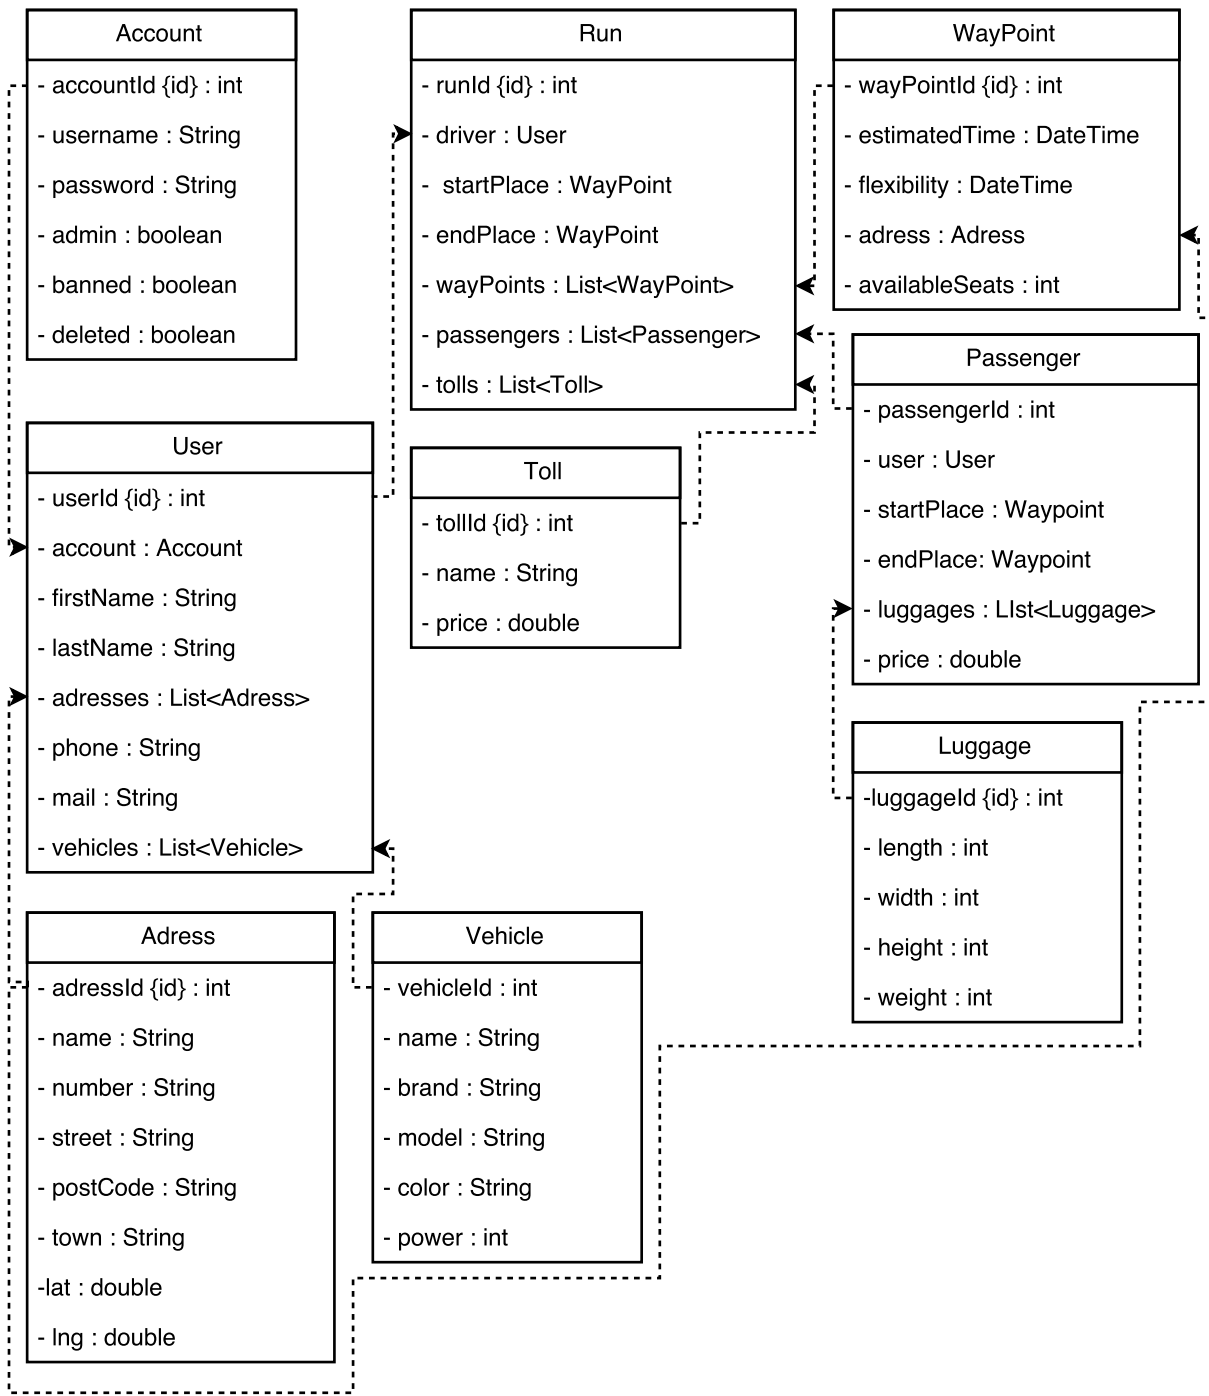 Account
- accountId {id} : int
- username : String
- password : String
- admin : boolean
- banned : boolean
- deleted : boolean
Run
- runId {id} : int
- driver : User
- startPlace : WayPoint
- endPlace : WayPoint
- wayPoints : List<WayPoint>
- passengers : List<Passenger>
- tolls : List<Toll>
WayPoint
- wayPointId {id} : int
- estimatedTime : DateTime
- flexibility : DateTime
- adress : Adress
- availableSeats : int
User
- userId {id} : int
- account : Account
- firstName : String
- lastName : String
- adresses : List<Adress>
- phone : String
- mail : String
- vehicles : List<Vehicle>
Toll
- tollId {id} : int
- name : String
- price : double
Passenger
- passengerId : int
- user : User
- startPlace : Waypoint
- endPlace: Waypoint
- luggages : LIst<Luggage>
- price : double
Luggage
-luggageId {id} : int
- length : int
- width : int
- height : int
- weight : int
Adress
- adressId {id} : int
- name : String
- number : String
- street : String
- postCode : String
- town : String
-lat : double
- lng : double
Vehicle
- vehicleId : int
- name : String
- brand : String
- model : String
- color : String
- power : int